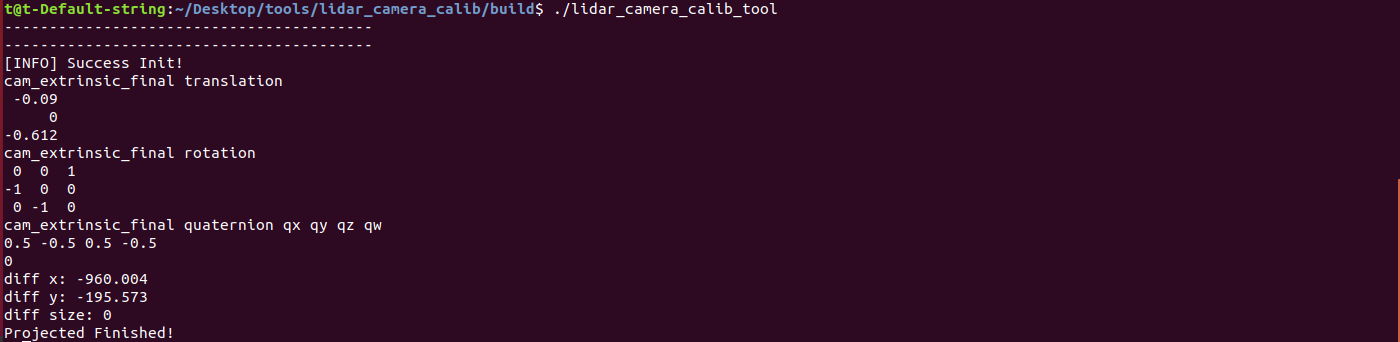 t@t-Default-string:~/Desktop/tools/lidar_camera_calib/build$ ./lidar_camera_calib_tool
-----------------------------------------
-----------------------------------------
[INFO] Success Init!
cam_extrinsic_final translation
 -0.09
     0
-0.612
cam_extrinsic_final rotation
 0  0  1
-1  0  0
 0 -1  0
cam_extrinsic_final quaternion qx qy qz qw
0.5 -0.5 0.5 -0.5
0
diff x: -960.004
diff y: -195.573
diff size: 0
Projected Finished!